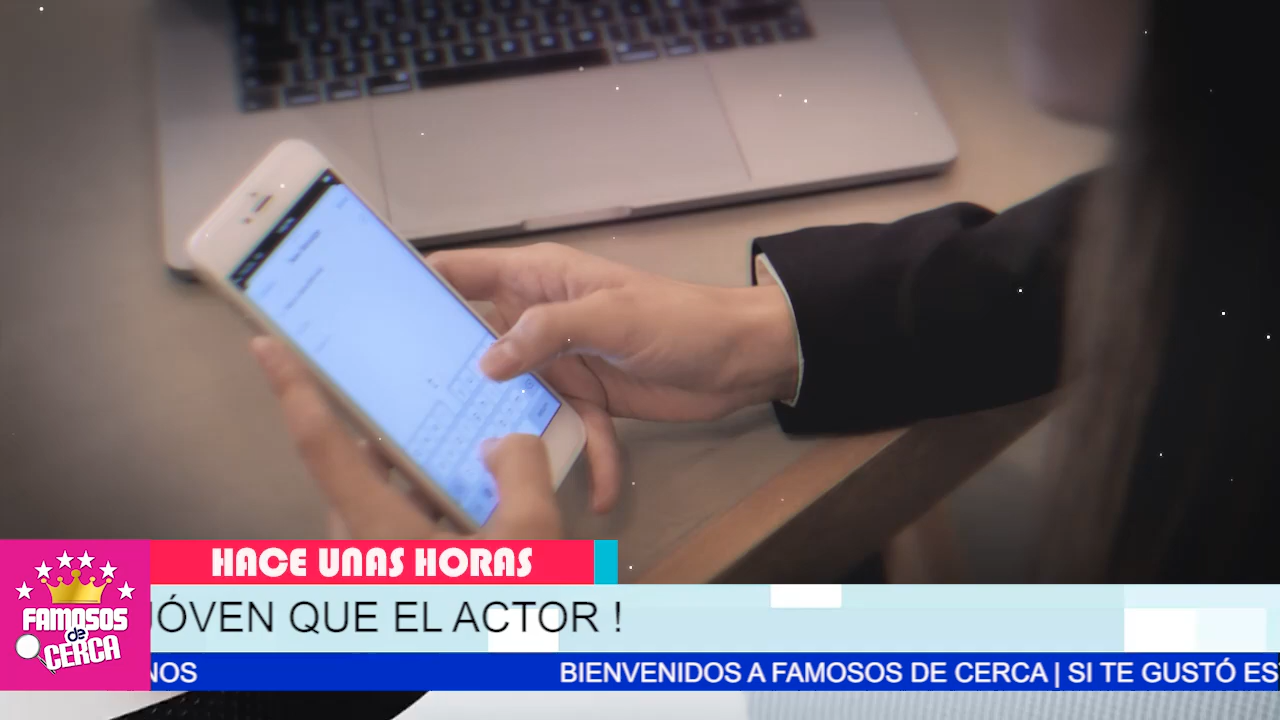 HACE UNAS HORAS
JÓVEN QUE EL ACTOR !
FAMOSOS
de
CERCA
NOS
BIENVENIDOS A FAMOSOS DE CERCA | SI TE GUSTÓ ES